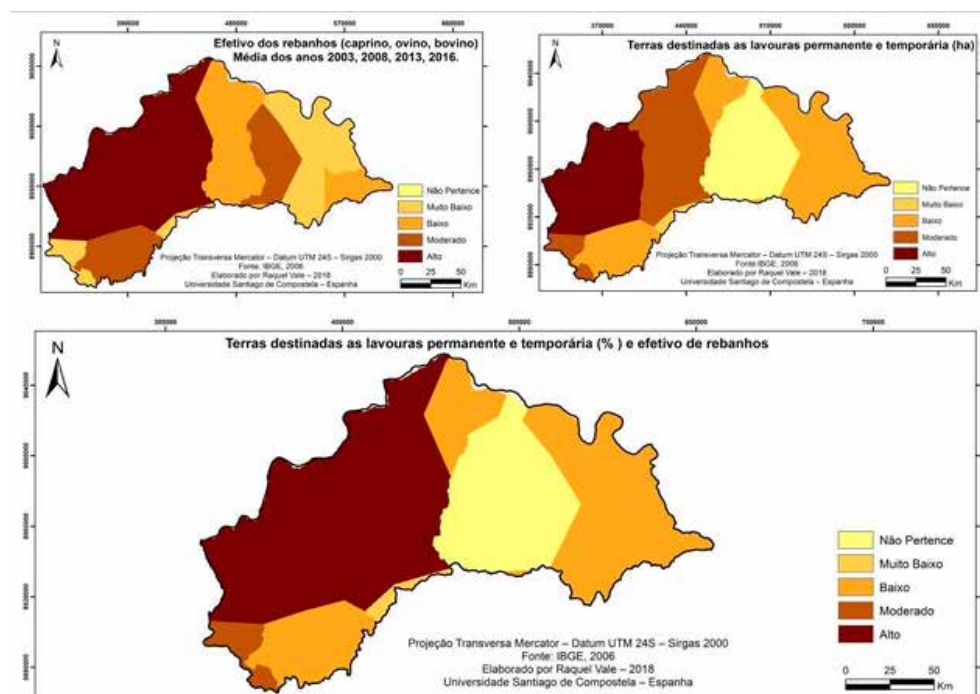 Efetivo dos rebanhos (caprino, ovino, bovino)
Média dos anos 2003, 2008, 2013, 2016.
N
Não Pertence
Muito Baixo
Baixo
Moderado
Alto
Projeção Transversa Mercator – Datum UTM 24S – Sirgas 2000
Fonte: IBGE, 2006
Elaborado por Raquel Vale – 2018
Universidade Santiago de Compostela – Espanha
0 25 50
Km
Terras destinadas as lavouras permanente e temporária (ha)
N
Não Pertence
Muito Baixo
Baixo
Moderado
Alto
Projeção Transversa Mercator – Datum UTM 24S – Sirgas 2000
Fonte:IBGE, 2006
Elaborado por Raquel Vale – 2018
Universidade Santiago de Compostela – Espanha
0 25 50
Km
300000 400000
Terras destinadas as lavouras permanente e temporária (% ) e efetivo de rebanhos
N
Não Pertence
Muito Baixo
Baixo
Moderado
Alto
Projeção Transversa Mercator – Datum UTM 24S – Sirgas 2000
Fonte: IBGE, 2006
Elaborado por Raquel Vale – 2018
Universidade Santiago de Compostela – Espanha
0 25 50
Km